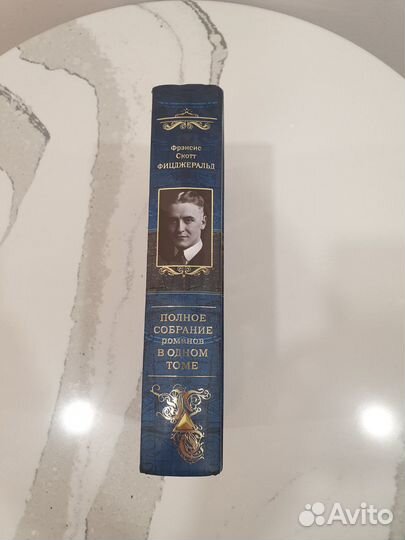 Фрэнсис
Скотт
ФИЦДЖЕРАЛЬД
ПОЛНОЕ
СОБРАНИЕ
романов
В ОДНОМ
ТОМЕ
Avito